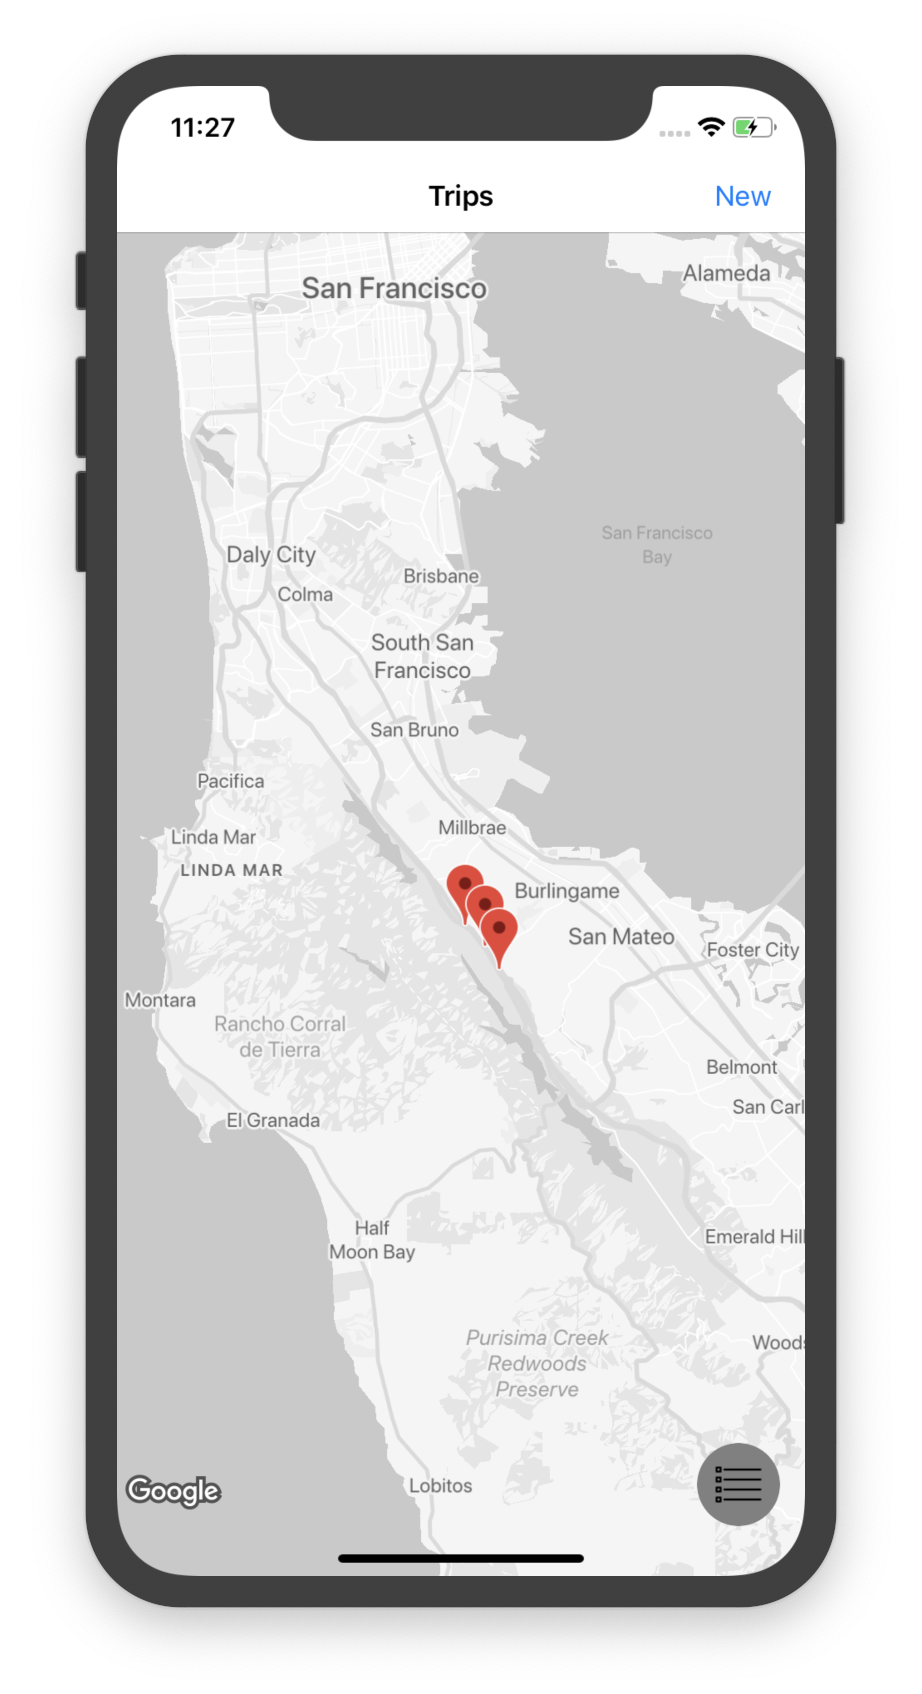 11:27
Trips
New
San Francisco
Alameda
San Francisco
Bay
Daly City
Brisbane
Colma
South San
Francisco
San Bruno
Pacifica
Millbrae
Linda Mar
LINDA MAR
Burlingame
San Mateo
Foster City
Montara
Rancho Corral
de Tierra
Belmont
San Carl
El Granada
Half
Moon Bay
Emerald Hill
Purisima Creek
Redwoods
Preserve
Woods
Lobitos
Google